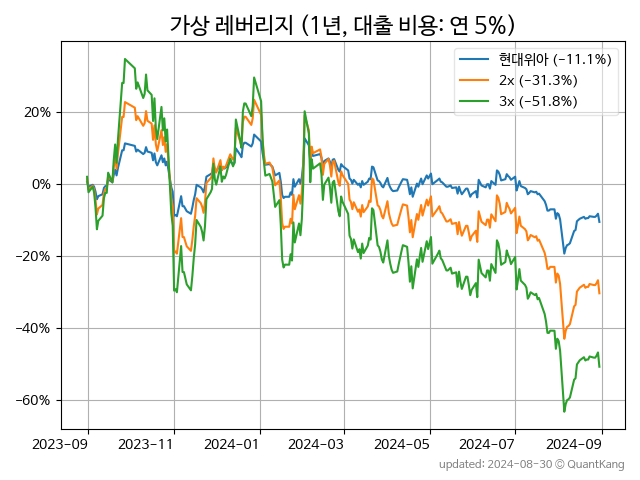 가상 레버리지 (1년, 대출 비용: 연 5%)
현대위아 (−11.1%)
2x (−31.3%)
3x (−51.8%)
20%
0%
−20%
−40%
−60%
2023-09
2023-11
2024-01
2024-03
2024-05
2024-07
2024-09
updated: 2024-08-30 © QuantKang